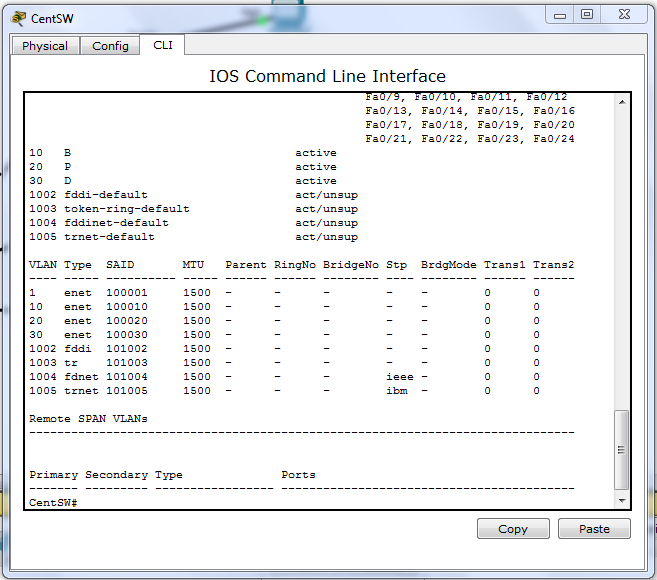 CentSW
Physical Config CLI
IOS Command Line Interface
Fa0/9, Fa0/10, Fa0/11, Fa0/12
Fa0/13, Fa0/14, Fa0/15, Fa0/16
Fa0/17, Fa0/18, Fa0/19, Fa0/20
Fa0/21, Fa0/22, Fa0/23, Fa0/24
10 B active
20 P active
30 D active
1002 fddi-default act/unsup
1003 token-ring-default act/unsup
1004 fddinet-default act/unsup
1005 trnet-default act/unsup
VLAN Type SAID MTU Parent RingNo BridgeNo Stp BrdgMode Trans1 Trans2
---- ----- ---------- ----- ------ ------ -------- ---- -------- ------ ------
1 enet 100001 1500 - - - - - 0 0
10 enet 100010 1500 - - - - - 0 0
20 enet 100020 1500 - - - - - 0 0
30 enet 100030 1500 - - - - - 0 0
1002 fddi 101002 1500 - - - - - 0 0
1003 tr 101003 1500 - - - - - 0 0
1004 fdnet 101004 1500 - - - ieee - 0 0
1005 trnet 101005 1500 - - - ibm - 0 0
Remote SPAN VLANs
------------------------------------------------------------------------------
Primary Secondary Type Ports
------- --------- ----------------- ------------------------------------------
CentSW#
Copy Paste